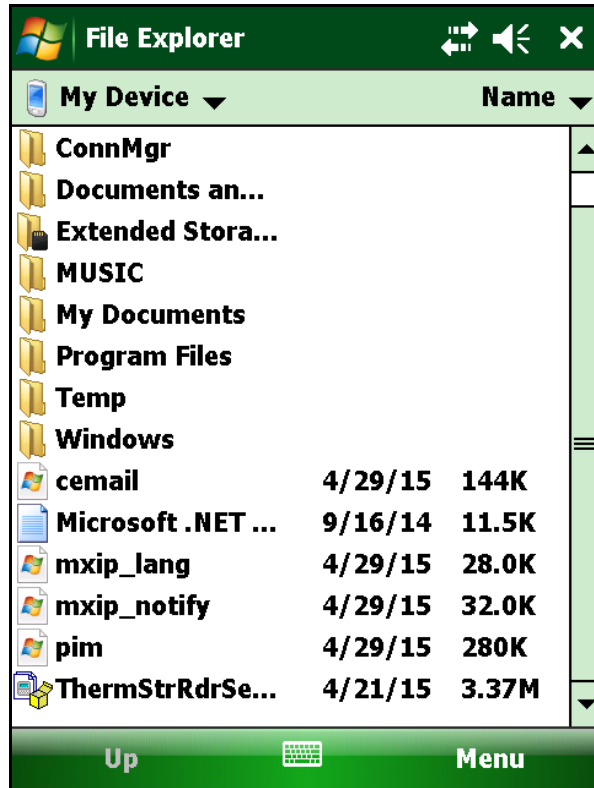 File Explorer
My Device Name
ConnMgr
Documents an...
Extended Stora...
MUSIC
My Documents
Program Files
Temp
Windows
cemail 4/29/15 144K
Microsoft .NET ... 9/16/14 11.5K
mxip_lang 4/29/15 28.0K
mxip_notify 4/29/15 32.0K
pim 4/29/15 280K
ThermStrRdrSe... 4/21/15 3.37M
Up Menu